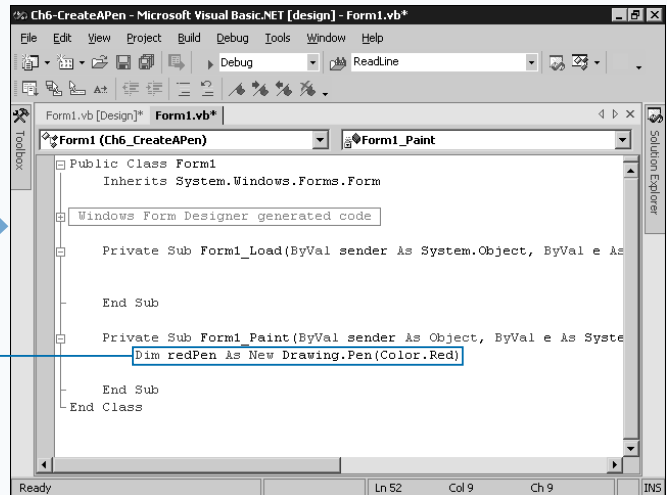 Ch6-CreateAPen - Microsoft Visual Basic.NET [design] - Form1.vb*
File Edit View Project Build Debug Tools Window Help
Debug ReadLine
Form1.vb [Design]* Form1.vb*
Toolbox
Form1 (Ch6_CreateAPen) Form1_Paint
Solution Explorer
Public Class Form1
Inherits System.Windows.Forms.Form
Windows Form Designer generated code
Private Sub Form1_Load(ByVal sender As System.Object, ByVal e As
End Sub
Private Sub Form1_Paint(ByVal sender As Object, ByVal e As Syste
Dim redPen As New Drawing.Pen(Color.Red)
End Sub
End Class
Ready Ln 52 Col 9 Ch 9 INS